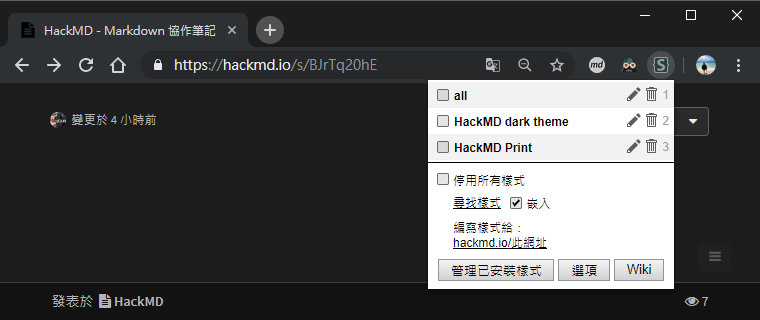 HackMD - Markdown 協作筆記
https://hackmd.io/s/BJrTq20hE
變更於 4 小時前
all 1
HackMD dark theme 2
HackMD Print 3
停用所有樣式
尋找樣式 嵌入
編寫樣式給：
hackmd.io/此網址
管理已安裝樣式 選項 Wiki
發表於 HackMD 7